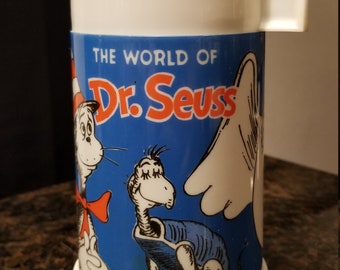 THE WORLD OF
Dr. Seuss